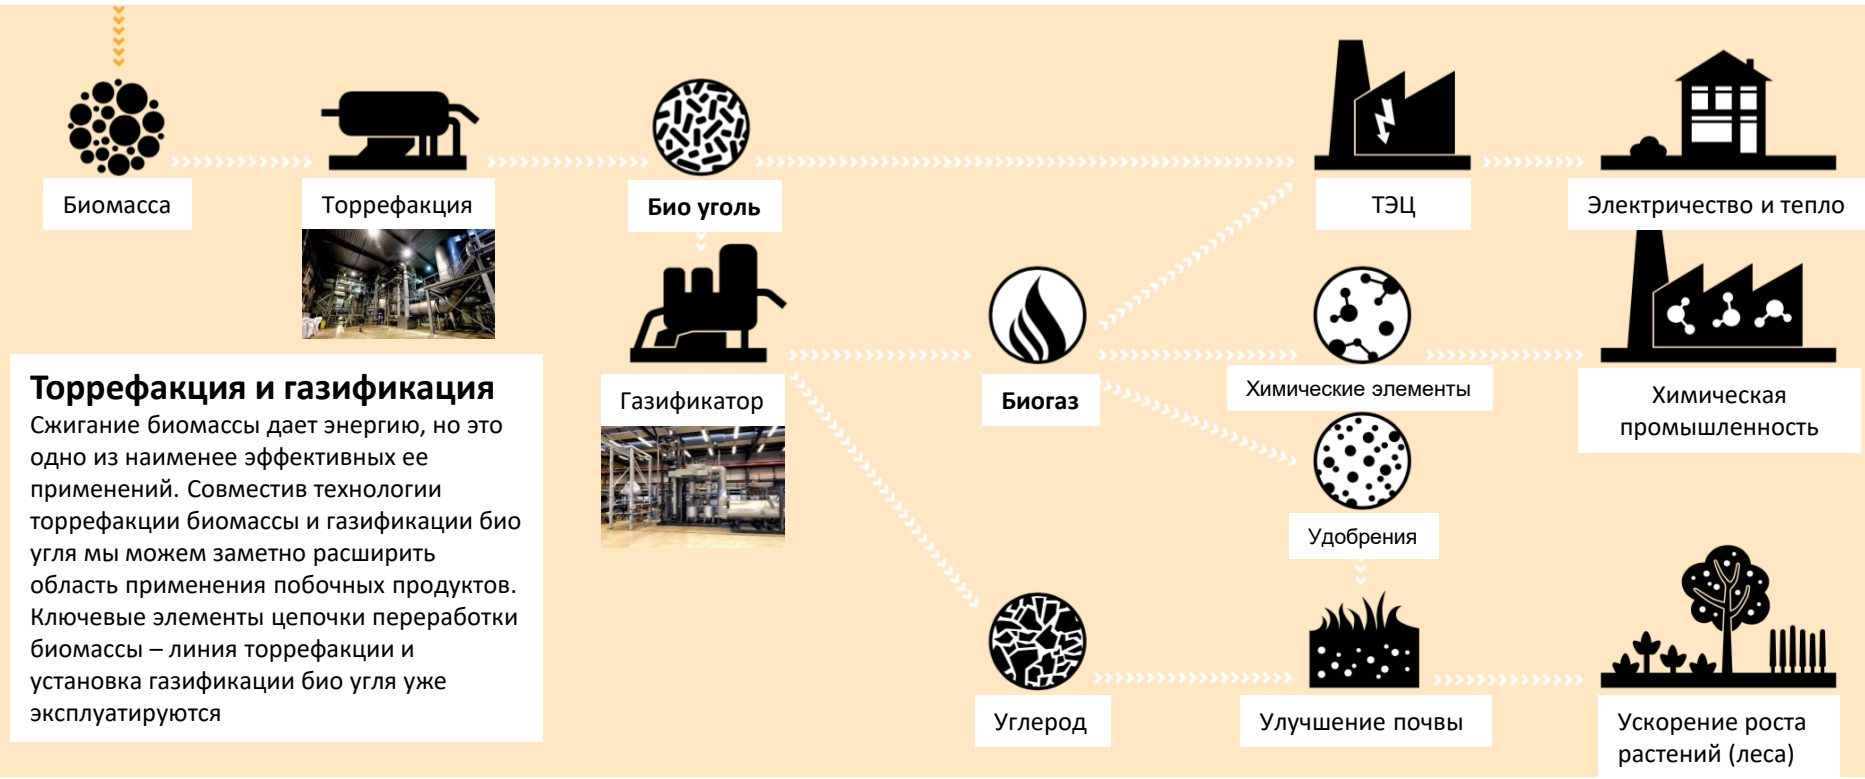 Биомасса
Торрефакция
Био уголь
ТЭЦ
Электричество и тепло
Газификатор
Биогаз
Химические элементы
Химическая
промышленность
Удобрения
Торрефакция и газификация
Сжигание биомассы дает энергию, но это
одно из наименее эффективных ее
применений. Совместив технологии
торрефакции биомассы и газификации био
угля мы можем заметно расширить
область применения побочных продуктов.
Ключевые элементы цепочки переработки
биомассы – линия торрефакции и
установка газификации био угля уже
эксплуатируются
Углерод
Улучшение почвы
Ускорение роста
растений (леса)